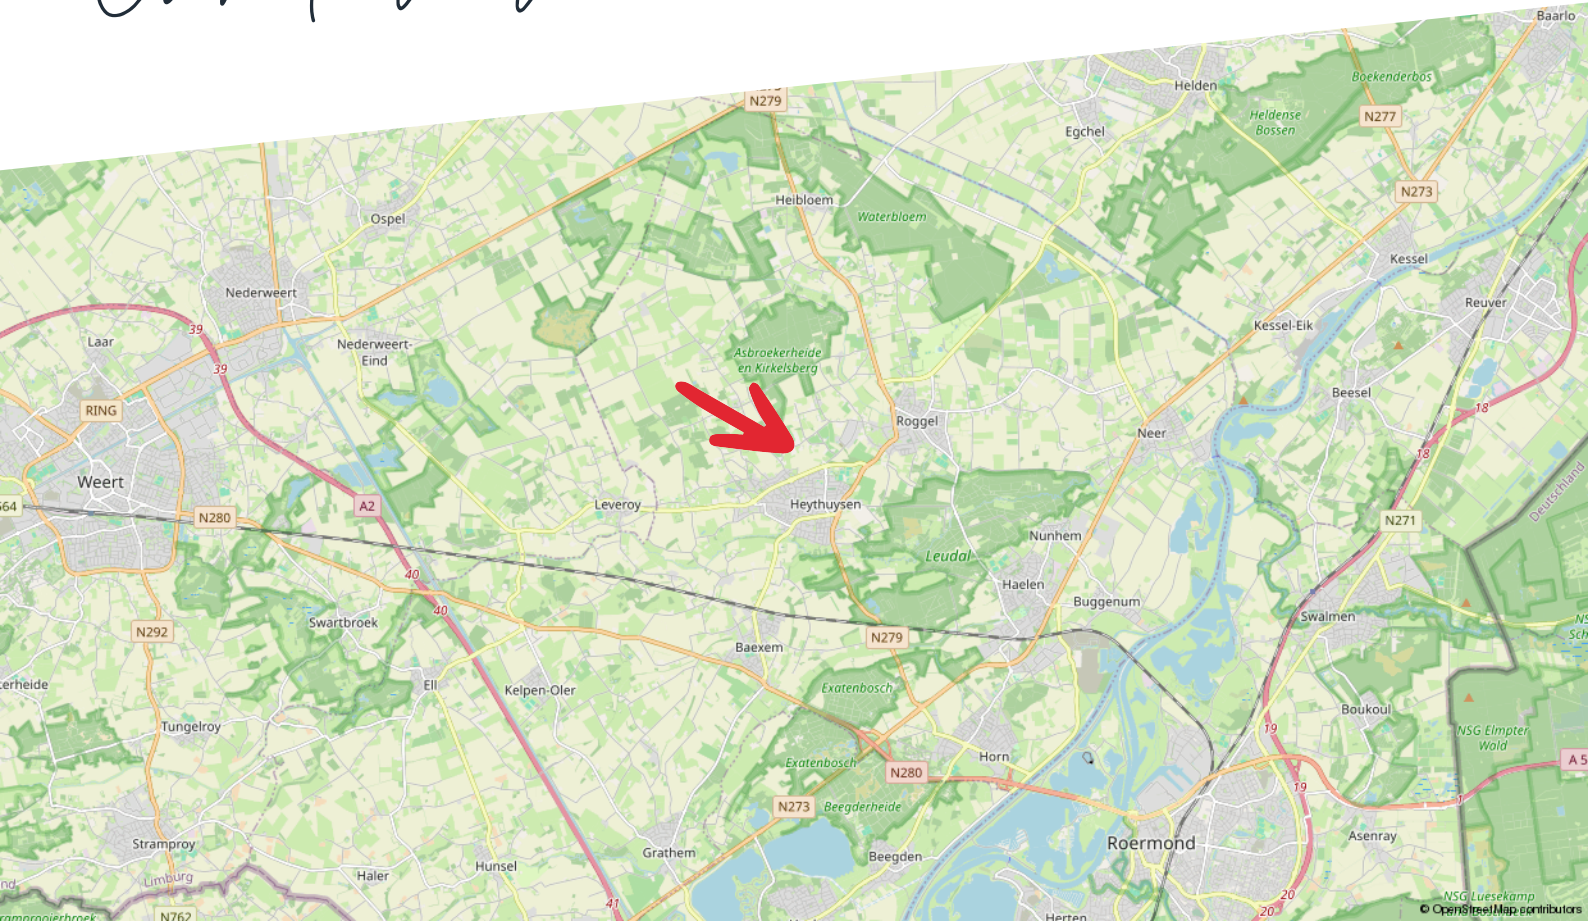 Baarlo
Boekenderbos
Helden
N279
N277
Heldense
Bossen
Egchel
N273
Heibloem
Waterbloem
Ospel
Kessel
Nederweert
Reuver
39
Kessel-Eik
Laar
Nederweert-
Eind
Asbroekerheide
en Kirkelsberg
39
Beesel
RING
18
Roggel
Neer
18
Weert
Deutschland
A2
Leveroy
Heythuysen
N280
N271
Nunhem
Leudal
40
Haelen
Buggenum
40
Swartbroek
Swalmen
N292
N279
Baexem
Ell
Kelpen-Oler
Exatenbosch
Boukoul
Tungelroy
19
NSG Elmpter
Wald
Horn
Exatenbosch
N280
A 5
19
N273
Beegderheide
Asenray
Stramproy
Roermond
Grathem
Beegden
Hunsel
Haler
Limburg
20
NSG Luesekamp
41
20
© OpenStreetMap contributors
N762
Herten